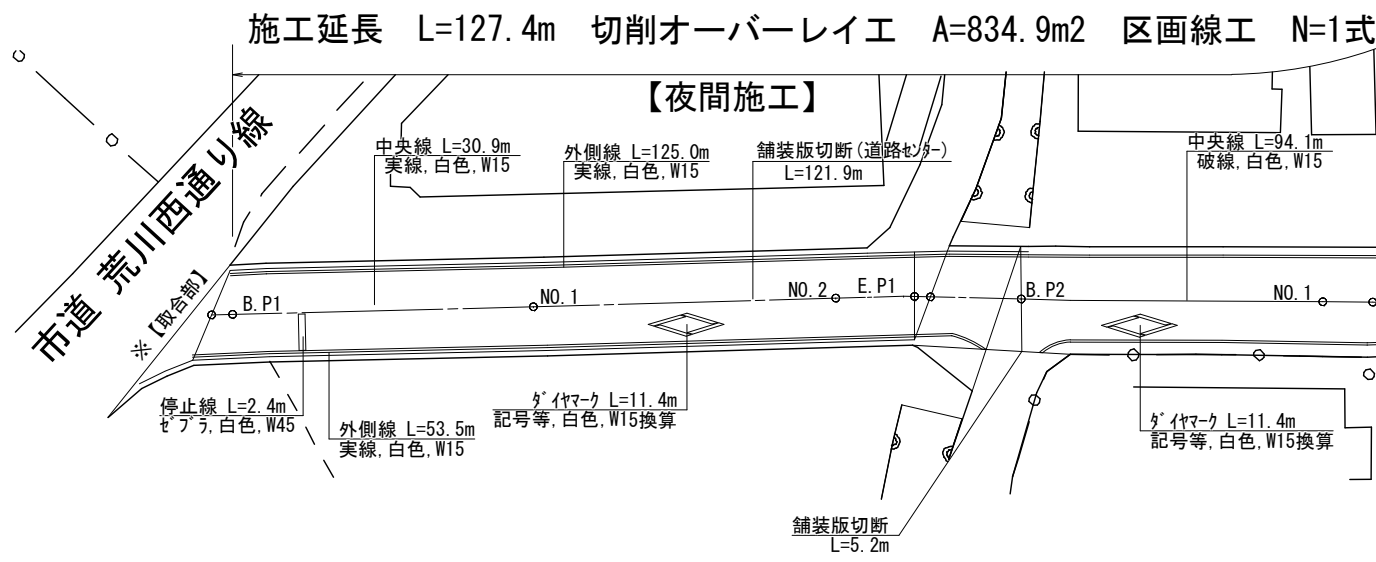 施工延長 L=127.4m 切削オーバーレイ工 A=834.9m2 区画線工 N=1式
【夜間施工】
市道 荒川西通り線
※【取合部】
中央線 L=30.9m
実線,白色,W15
外側線 L=125.0m
実線,白色,W15
舗装版切断(道路ｾﾝﾀｰ)
L=121.9m
中央線 L=94.1m
破線,白色,W15
B.P1
NO.1
NO.2
E.P1
B.P2
NO.1
停止線 L=2.4m
ｾﾞﾌﾞﾗ,白色,W45
外側線 L=53.5m
実線,白色,W15
ﾀﾞｲﾔﾏｰｸ L=11.4m
記号等,白色,W15換算
ﾀﾞｲﾔﾏｰｸ L=11.4m
記号等,白色,W15換算
舗装版切断
L=5.2m